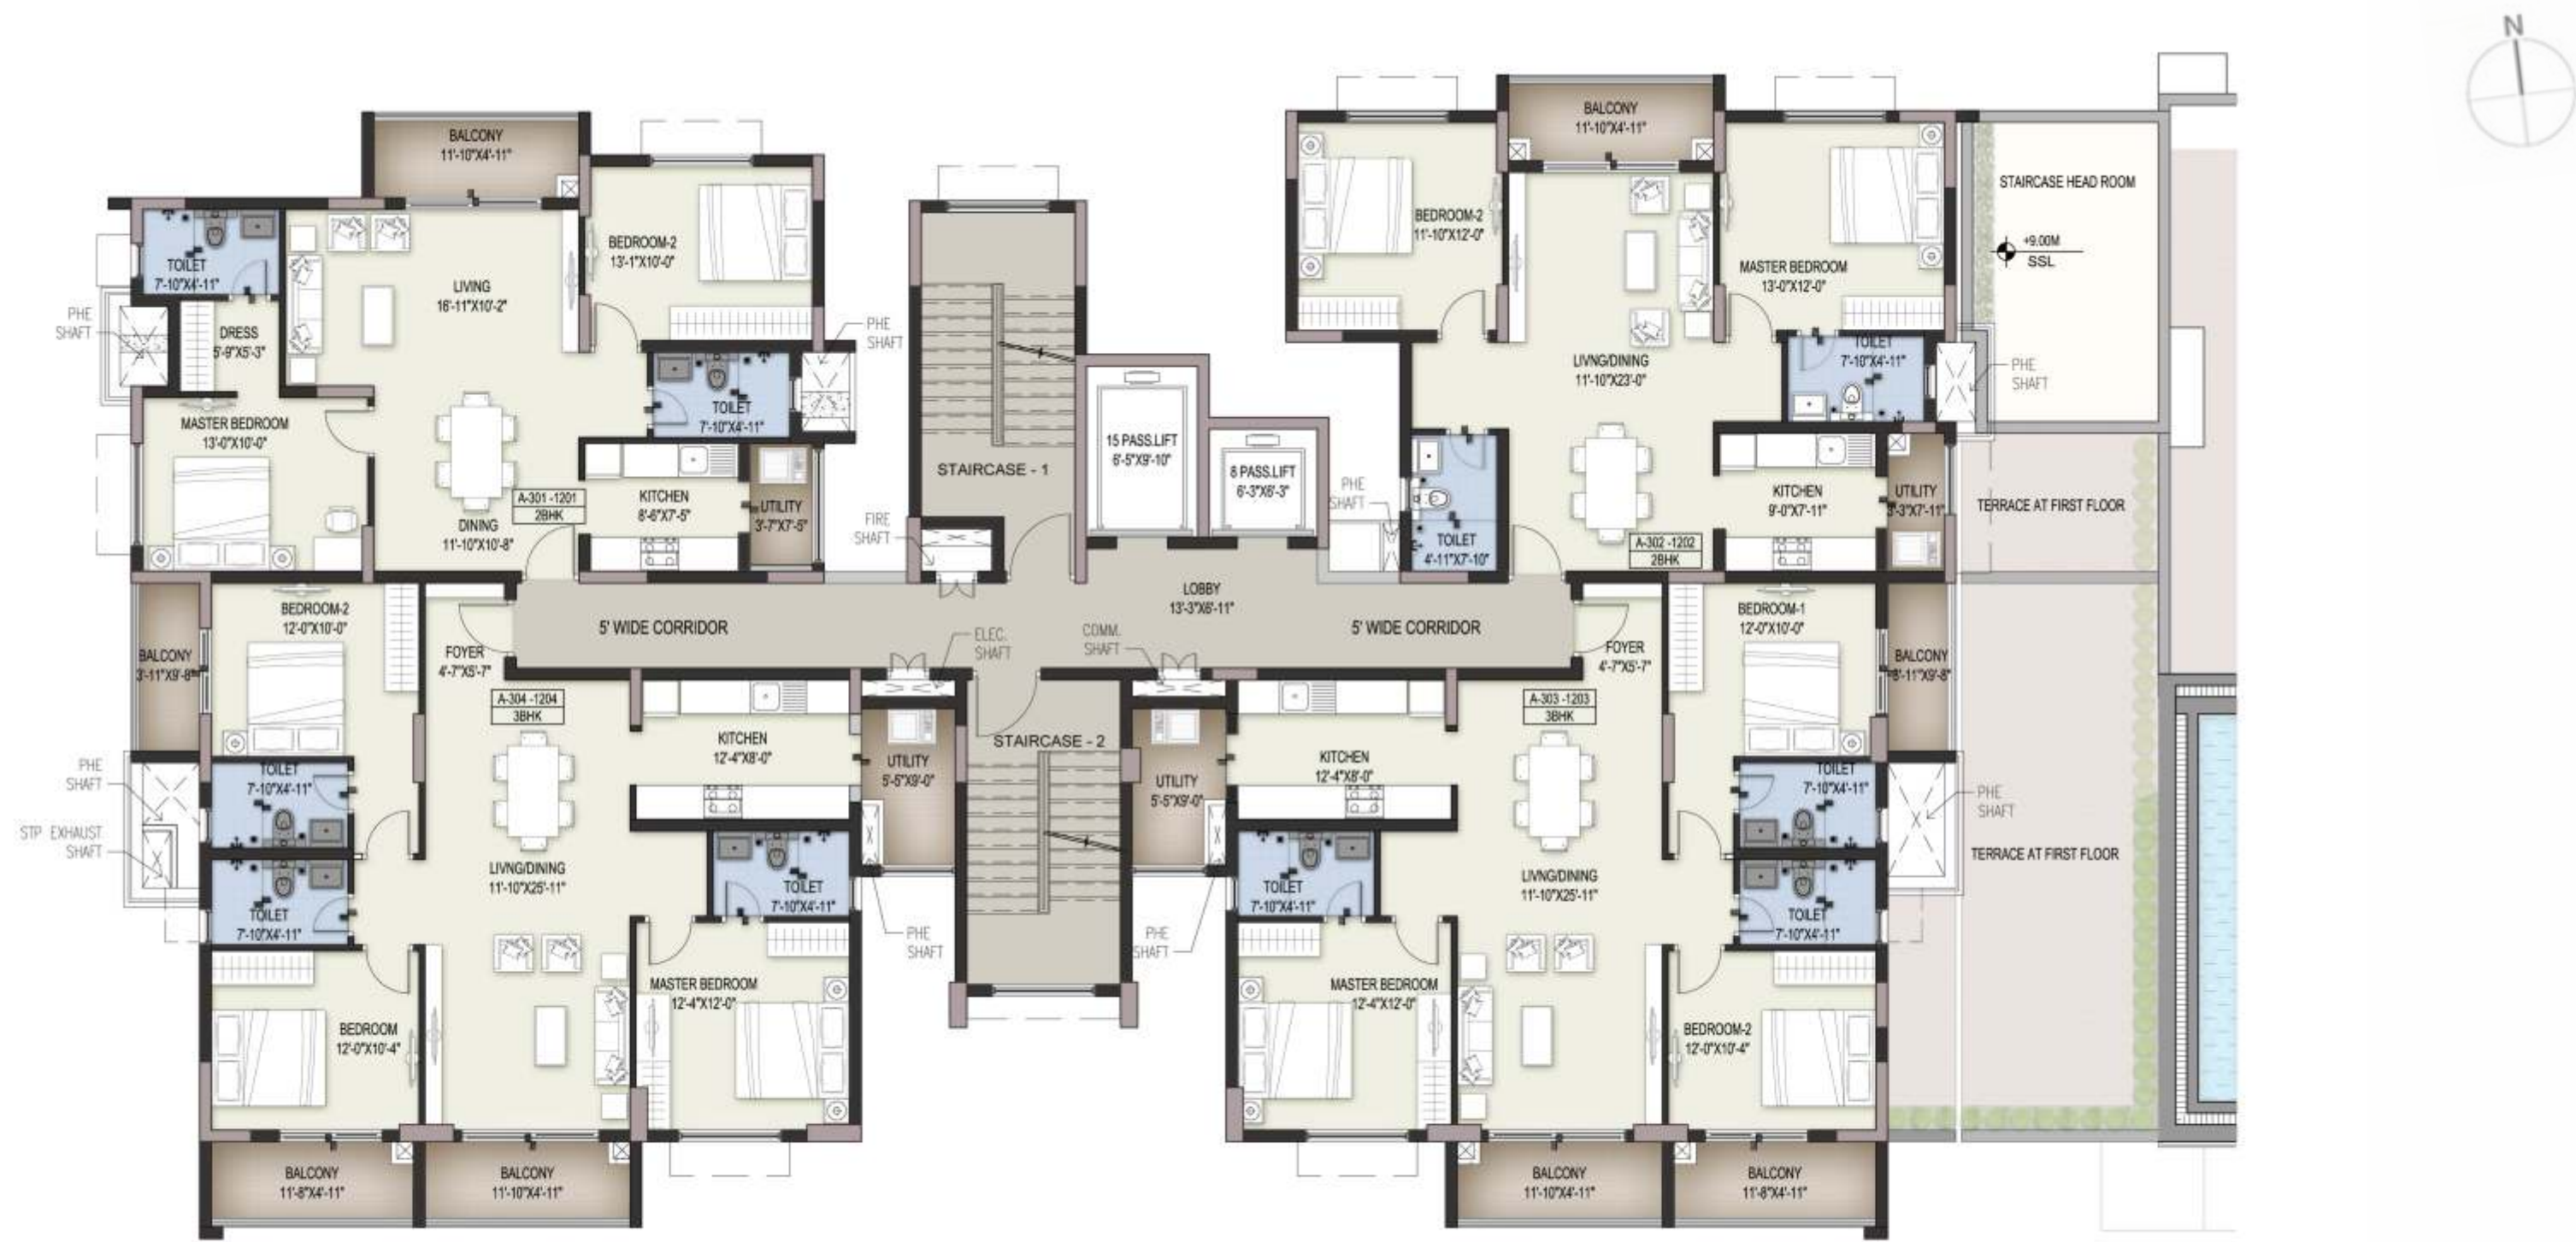 N
BALCONY
11'-10"X4'-11"
TOILET
7'-10"X4'-11"
LIVING
16'-11"X10'-2"
BEDROOM-2
13'-1"X10'-0"
PHE
SHAFT
DRESS
5'-9"X5'-3"
PHE
SHAFT
TOILET
7'-10"X4'-11"
MASTER BEDROOM
13'-0"X10'-0"
A-301 -1201
2BHK
DINING
11'-10"X10'-8"
KITCHEN
8'-6"X7'-5"
UTILITY
3'-7"X7'-5"
FIRE
SHAFT
STAIRCASE - 1
15 PASS.LIFT
6'-5"X9'-10"
8 PASS.LIFT
6'-3"X6'-3"
BALCONY
11'-10"X4'-11"
BEDROOM-2
11'-10"X12'-0"
MASTER BEDROOM
13'-0"X12'-0"
LIVNG/DINING
11'-10"X23'-0"
TOILET
7'-10"X4'-11"
PHE
SHAFT
PHE
SHAFT
TOILET
4'-11"X7'-10"
KITCHEN
9'-0"X7'-11"
UTILITY
3'-3"X7'-11"
A-302 -1202
2BHK
STAIRCASE HEAD ROOM
+9.00M
SSL
TERRACE AT FIRST FLOOR
LOBBY
13'-3"X6'-11"
5' WIDE CORRIDOR
5' WIDE CORRIDOR
ELEC.
SHAFT
COMM.
SHAFT
BEDROOM-2
12'-0"X10'-0"
FOYER
4'-7"X5'-7"
BALCONY
3'-11"X9'-8"
A-304 -1204
3BHK
KITCHEN
12'-4"X8'-0"
UTILITY
5'-5"X9'-0"
PHE
SHAFT
TOILET
7'-10"X4'-11"
STP EXHAUST
SHAFT
TOILET
7'-10"X4'-11"
LIVNG/DINING
11'-10"X25'-11"
TOILET
7'-10"X4'-11"
PHE
SHAFT
MASTER BEDROOM
12'-4"X12'-0"
BEDROOM
12'-0"X10'-4"
BALCONY
11'-8"X4'-11"
BALCONY
11'-10"X4'-11"
STAIRCASE - 2
FOYER
4'-7"X5'-7"
BEDROOM-1
12'-0"X10'-0"
BALCONY
A-303 -1203
3BHK
KITCHEN
12'-4"X8'-0"
UTILITY
5'-5"X9'-0"
TOILET
7'-10"X4'-11"
PHE
SHAFT
TERRACE AT FIRST FLOOR
LIVNG/DINING
11'-10"X25'-11"
TOILET
7'-10"X4'-11"
TOILET
7'-10"X4'-11"
PHE
SHAFT
MASTER BEDROOM
12'-4"X12'-0"
BEDROOM-2
12'-0"X10'-4"
BALCONY
11'-10"X4'-11"
BALCONY
11'-8"X4'-11"